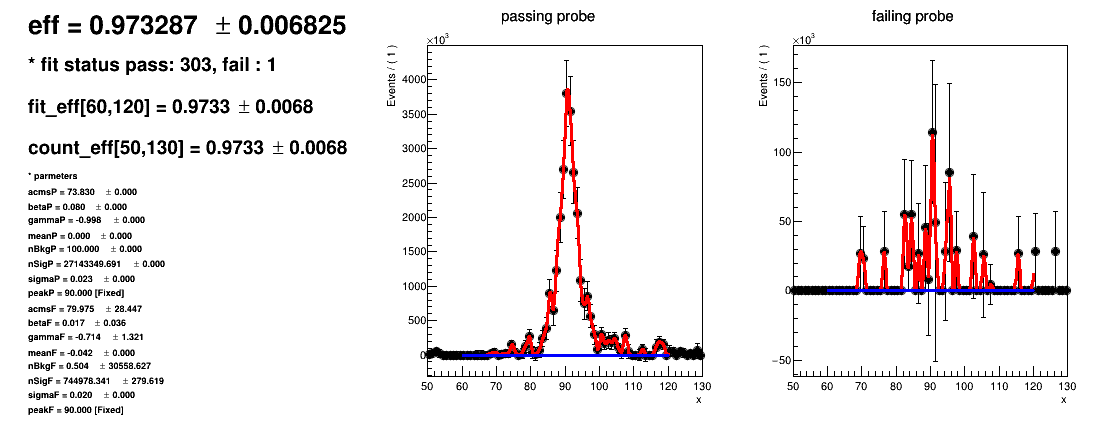 eff = 0.973287 ± 0.006825
* fit status pass: 303, fail : 1
fit_eff[60,120] = 0.9733 ± 0.0068
count_eff[50,130] = 0.9733 ± 0.0068
* parmeters
acmsP = 73.830 ± 0.000
betaP = 0.080 ± 0.000
gammaP = -0.998 ± 0.000
meanP = 0.000 ± 0.000
nBkgP = 100.000 ± 0.000
nSigP = 27143349.691 ± 0.000
sigmaP = 0.023 ± 0.000
peakP = 90.000 [Fixed]
acmsF = 79.975 ± 28.447
betaF = 0.017 ± 0.036
gammaF = -0.714 ± 1.321
meanF = -0.042 ± 0.000
nBkgF = 0.504 ± 30558.627
nSigF = 744978.341 ± 279.619
sigmaF = 0.020 ± 0.000
peakF = 90.000 [Fixed]
passing probe
×10³
Events / ( 1 )
4000
3500
3000
2500
2000
1500
1000
500
0
50 60 70 80 90 100 110 120 130
x
failing probe
×10³
Events / ( 1 )
150
100
50
0
−50
50 60 70 80 90 100 110 120 130
x